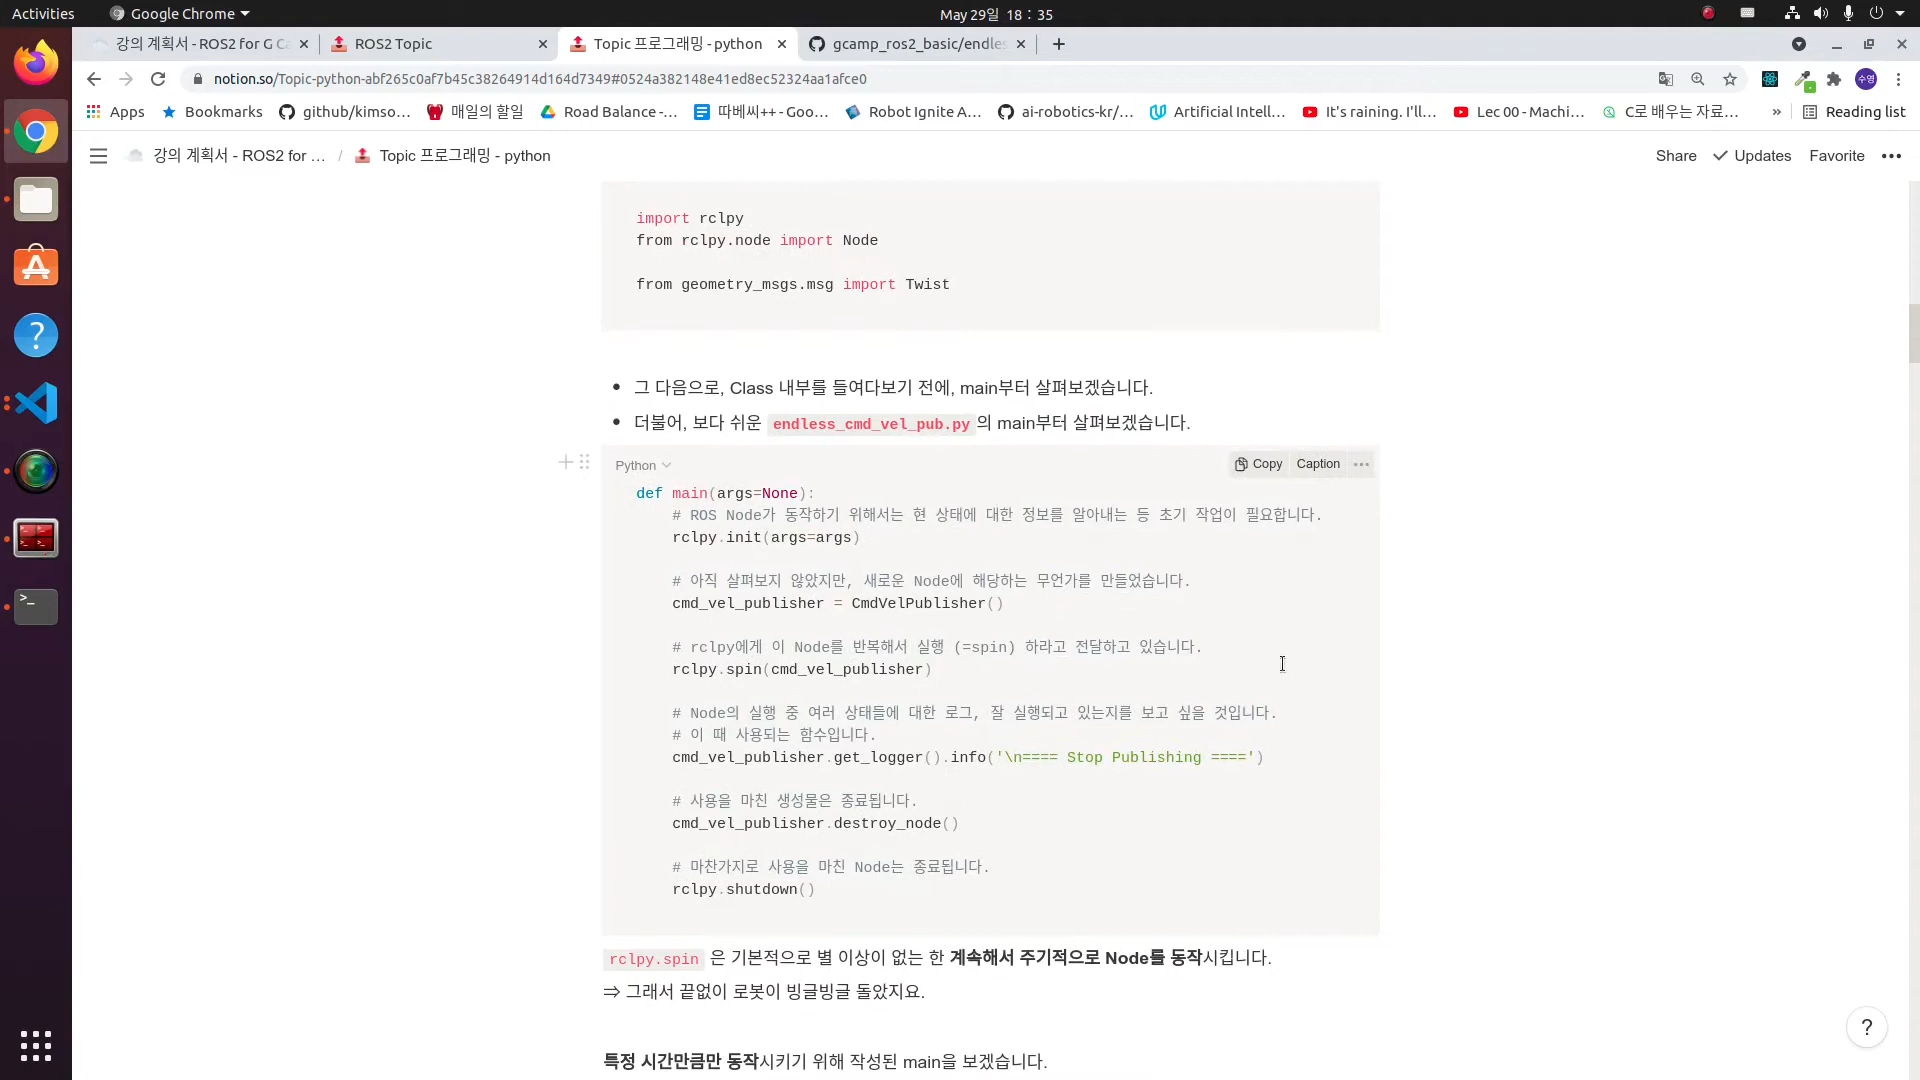 Activities
Google Chrome
May 29일 18 : 35
강의 계획서 - ROS2 for G Ca
ROS2 Topic
Topic 프로그래밍 - python
gcamp_ros2_basic/endles
notion.so/Topic-python-abf265c0af7b45c38264914d164d7349#0524a382148e41ed8ec52324aa1afce0
수영
Apps
Bookmarks
github/kimso...
매일의 할일
Road Balance -...
따베씨++ - Goo...
Robot Ignite A...
ai-robotics-kr/...
Artificial Intell...
It's raining. I'll...
Lec 00 - Machi...
C로 배우는 자료...
»
Reading list
강의 계획서 - ROS2 for ...
/
Topic 프로그래밍 - python
Share
Updates
Favorite
import rclpy
from rclpy.node import Node
from geometry_msgs.msg import Twist
• 그 다음으로, Class 내부를 들여다보기 전에, main부터 살펴보겠습니다.
• 더불어, 보다 쉬운 endless_cmd_vel_pub.py의 main부터 살펴보겠습니다.
Python
Copy
Caption
def main(args=None):
# ROS Node가 동작하기 위해서는 현 상태에 대한 정보를 알아내는 등 초기 작업이 필요합니다.
rclpy.init(args=args)
# 아직 살펴보지 않았지만, 새로운 Node에 해당하는 무언가를 만들었습니다.
cmd_vel_publisher = CmdVelPublisher()
# rclpy에게 이 Node를 반복해서 실행 (=spin) 하라고 전달하고 있습니다.
rclpy.spin(cmd_vel_publisher)
# Node의 실행 중 여러 상태들에 대한 로그, 잘 실행되고 있는지를 보고 싶을 것입니다.
# 이 때 사용되는 함수입니다.
cmd_vel_publisher.get_logger().info('\n==== Stop Publishing ====')
# 사용을 마친 생성물은 종료됩니다.
cmd_vel_publisher.destroy_node()
# 마찬가지로 사용을 마친 Node는 종료됩니다.
rclpy.shutdown()
rclpy.spin 은 기본적으로 별 이상이 없는 한 계속해서 주기적으로 Node를 동작시킵니다.
⇒ 그래서 끝없이 로봇이 빙글빙글 돌았지요.
특정 시간만큼만 동작시키기 위해 작성된 main을 보겠습니다.
?